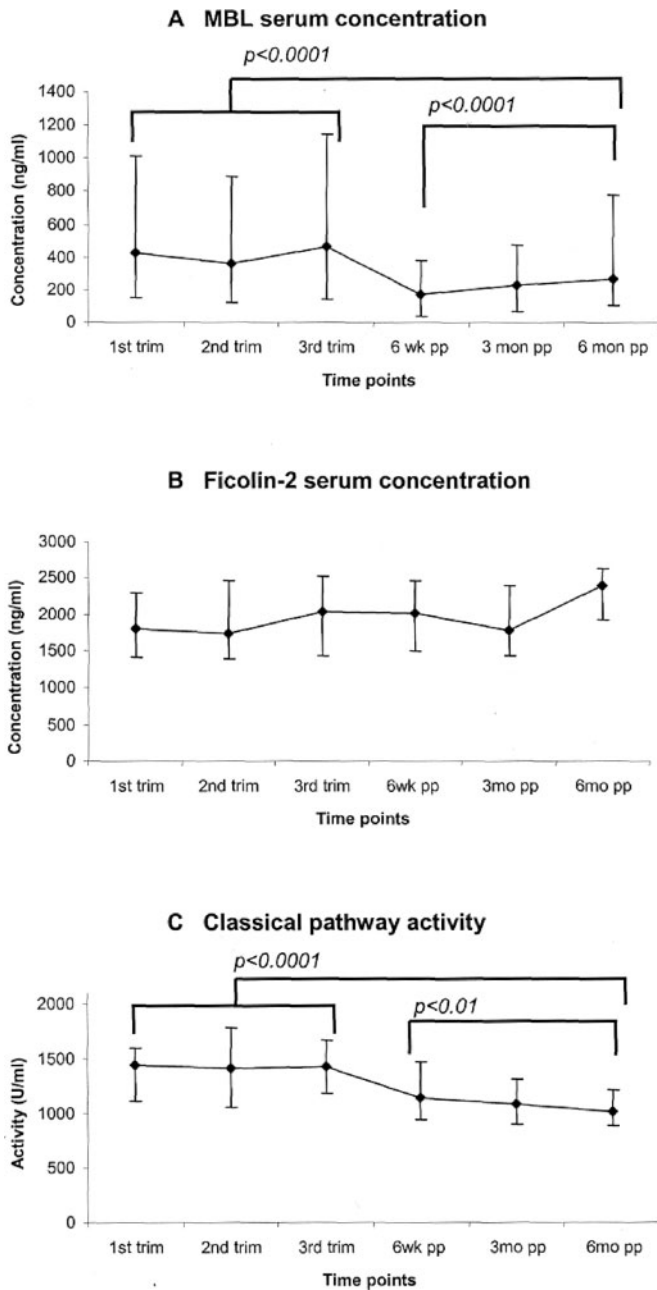 A MBL serum concentration
p<0.0001
p<0.0001
1400
1200
1000
800
600
400
200
0
Concentration (ng/ml)
1st trim 2nd trim 3rd trim 6 wk pp 3 mon pp 6 mon pp
Time points
B Ficolin-2 serum concentration
3000
2500
2000
1500
1000
500
0
Concentration (ng/ml)
1st trim 2nd trim 3rd trim 6wk pp 3mo pp 6mo pp
Time points
C Classical pathway activity
p<0.0001
p<0.01
2000
1500
1000
500
0
Activity (U/ml)
1st trim 2nd trim 3rd trim 6wk pp 3mo pp 6mo pp
Time points